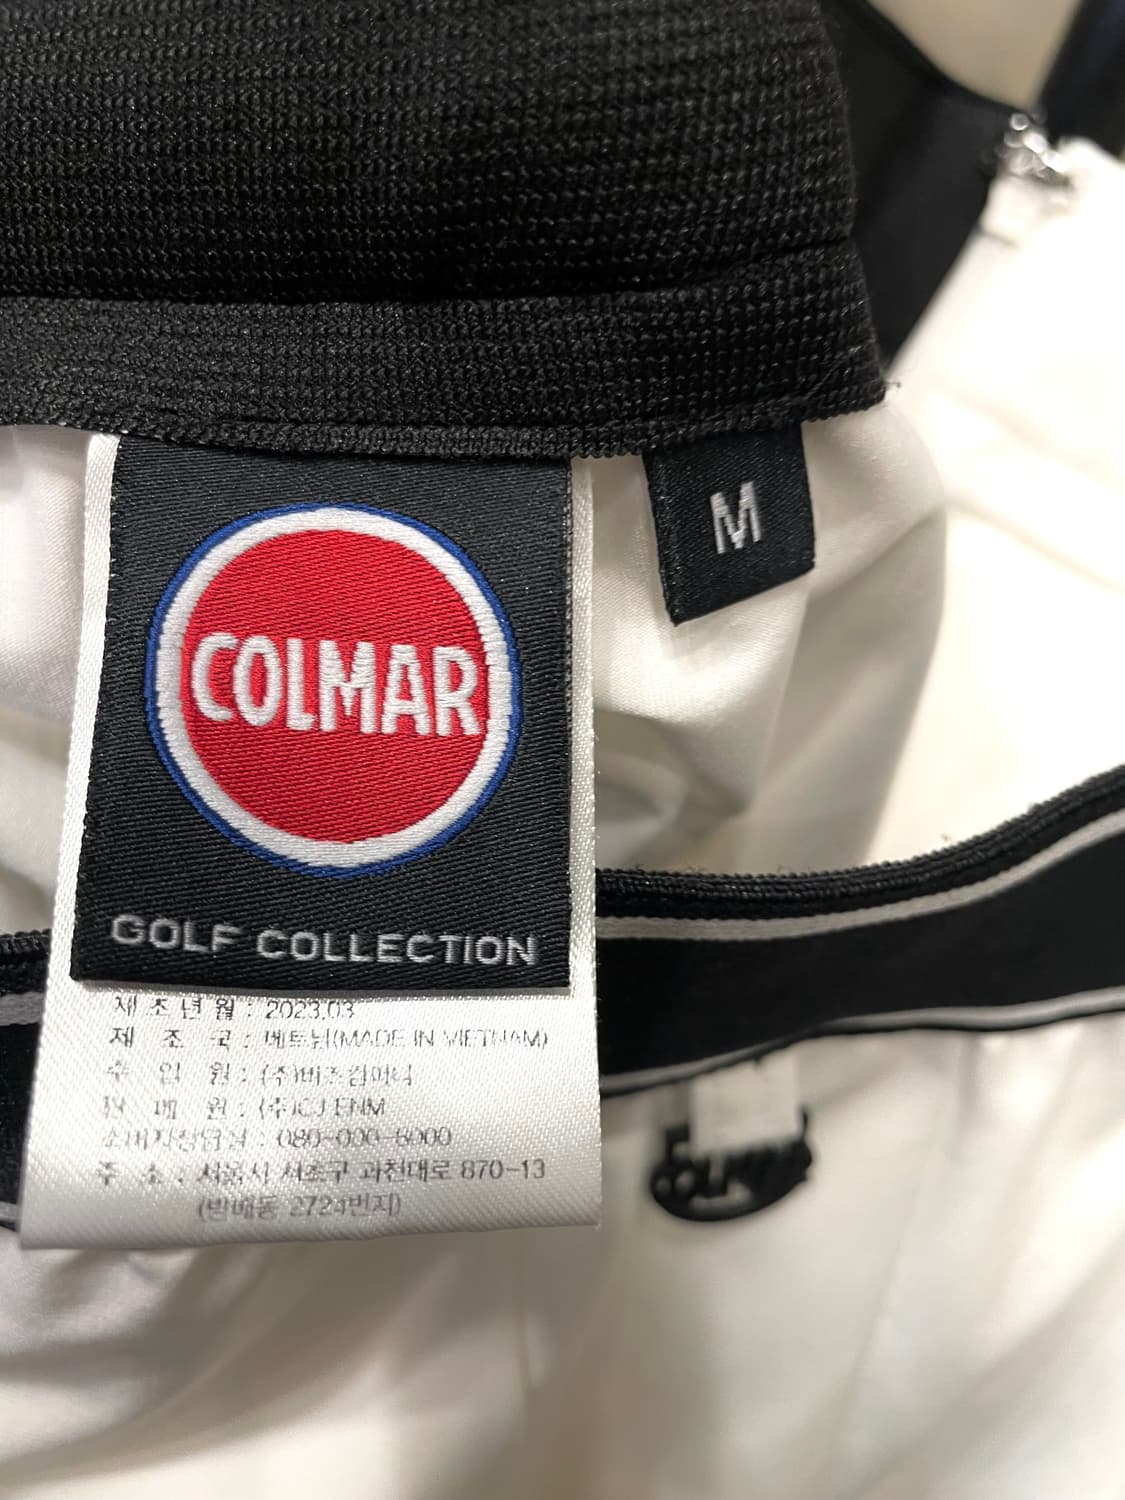 M
COLMAR
GOLF COLLECTION
제조년월 : 2023.03
제 조 국 : 베트남(MADE IN VIETNAM)
수 입 원 : (주)비즈컴퍼니
판 매 원 : (주)CJ ENM
소비자상담실 : 080-000-8000
주 소 : 서울시 서초구 과천대로 870-13
(방배동 2724번지)
COLMAR